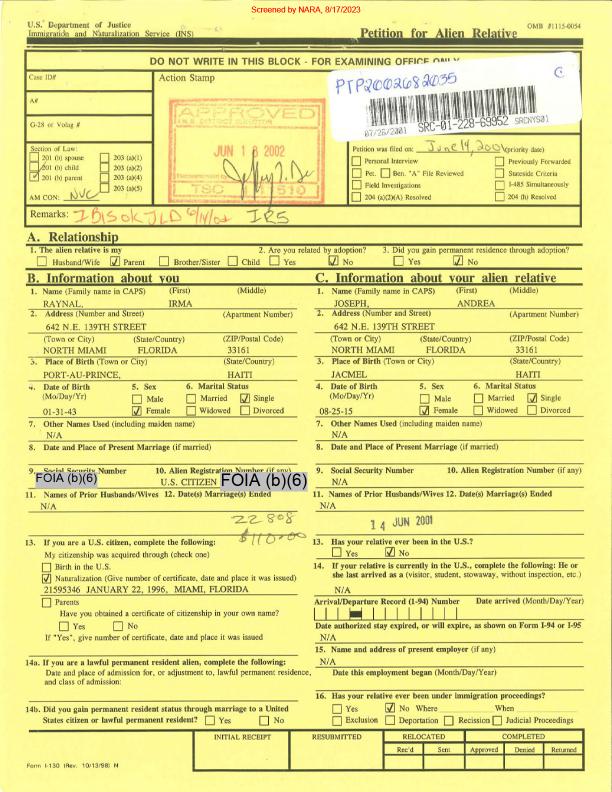 Screened by NARA, 8/17/2023
U.S. Department of Justice
Immigration and Naturalization Service (INS)
Petition for Alien Relative
OMB #1115-0054
DO NOT WRITE IN THIS BLOCK - FOR EXAMINING OFFICE ONLY
Case ID#
Action Stamp
A#
G-28 or Volag #
Section of Law:
201 (b) spouse 203 (a)(1)
201 (b) child 203 (a)(2)
201 (b) parent 203 (a)(4)
203 (a)(5)
AM CON: NVC
APPROVED
JUN 18 2002
TSC 1510
PTP2002682035
C
07/26/2001 SRC-01-228-69952 SRCNYS01
Petition was filed on: June 14, 2001 (priority date)
Personal Interview Previously Forwarded
Pet. Ben. "A" File Reviewed Stateside Criteria
Field Investigations I-485 Simultaneously
204 (a)(2)(A) Resolved 204 (h) Resolved
Remarks: IBIS OK JLD IR5
A. Relationship
1. The alien relative is my 2. Are you related by adoption? 3. Did you gain permanent residence through adoption?
Husband/Wife Parent Brother/Sister Child Yes No Yes No
B. Information about you
1. Name (Family name in CAPS) (First) (Middle)
RAYNAL, IRMA
2. Address (Number and Street) (Apartment Number)
642 N.E. 139TH STREET
(Town or City) (State/Country) (ZIP/Postal Code)
NORTH MIAMI FLORIDA 33161
3. Place of Birth (Town or City) (State/Country)
PORT-AU-PRINCE, HAITI
4. Date of Birth 5. Sex 6. Marital Status
(Mo/Day/Yr) Male Married Single
01-31-43 Female Widowed Divorced
7. Other Names Used (including maiden name)
N/A
8. Date and Place of Present Marriage (if married)
9. Social Security Number 10. Alien Registration Number (if any)
FOIA (b)(6) U.S. CITIZEN FOIA (b)(6)
11. Names of Prior Husbands/Wives 12. Date(s) Marriage(s) Ended
N/A
22808
$110.00
13. If you are a U.S. citizen, complete the following:
My citizenship was acquired through (check one)
Birth in the U.S.
Naturalization (Give number of certificate, date and place it was issued)
21595346 JANUARY 22, 1996, MIAMI, FLORIDA
Parents
Have you obtained a certificate of citizenship in your own name?
Yes No
If "Yes", give number of certificate, date and place it was issued
14a. If you are a lawful permanent resident alien, complete the following:
Date and place of admission for, or adjustment to, lawful permanent residence,
and class of admission:
14b. Did you gain permanent resident status through marriage to a United
States citizen or lawful permanent resident? Yes No
C. Information about your alien relative
1. Name (Family name in CAPS) (First) (Middle)
JOSEPH, ANDREA
2. Address (Number and Street) (Apartment Number)
642 N.E. 139TH STREET
(Town or City) (State/Country) (ZIP/Postal Code)
NORTH MIAMI FLORIDA 33161
3. Place of Birth (Town or City) (State/Country)
JACMEL HAITI
4. Date of Birth 5. Sex 6. Marital Status
(Mo/Day/Yr) Male Married Single
08-25-15 Female Widowed Divorced
7. Other Names Used (including maiden name)
N/A
8. Date and Place of Present Marriage (if married)
9. Social Security Number 10. Alien Registration Number (if any)
N/A
11. Names of Prior Husbands/Wives 12. Date(s) Marriage(s) Ended
N/A
14 JUN 2001
13. Has your relative ever been in the U.S.?
Yes No
14. If your relative is currently in the U.S., complete the following: He or
she last arrived as a (visitor, student, stowaway, without inspection, etc.)
N/A
Arrival/Departure Record (I-94) Number Date arrived (Month/Day/Year)
Date authorized stay expired, or will expire, as shown on Form I-94 or I-95
N/A
15. Name and address of present employer (if any)
N/A
Date this employment began (Month/Day/Year)
16. Has your relative ever been under immigration proceedings?
Yes No Where When
Exclusion Deportation Recission Judicial Proceedings
INITIAL RECEIPT RESUBMITTED RELOCATED COMPLETED
Rec'd Sent Approved Denied Returned
Form I-130 (Rev. 10/13/98) N